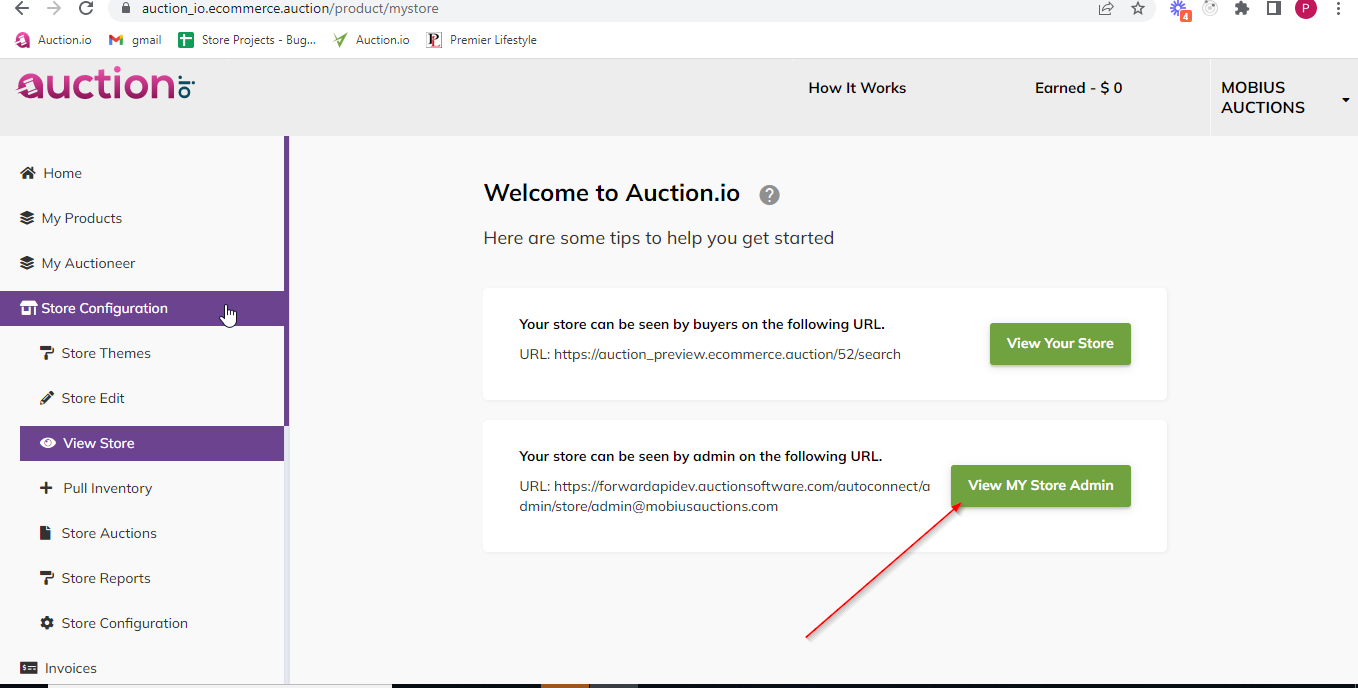 auction_io.ecommerce.auction/product/mystore
4
P
Auction.io
gmail
Store Projects - Bug...
Auction.io
Premier Lifestyle
auction.io
How It Works
Earned - $ 0
MOBIUS
AUCTIONS
Home
My Products
My Auctioneer
Store Configuration
Store Themes
Store Edit
View Store
Pull Inventory
Store Auctions
Store Reports
Store Configuration
Invoices
Welcome to Auction.io ?
Here are some tips to help you get started
Your store can be seen by buyers on the following URL.
URL: https://auction_preview.ecommerce.auction/52/search
View Your Store
Your store can be seen by admin on the following URL.
URL: https://forwardapidev.auctionsoftware.com/autoconnect/a
dmin/store/admin@mobiusauctions.com
View MY Store Admin